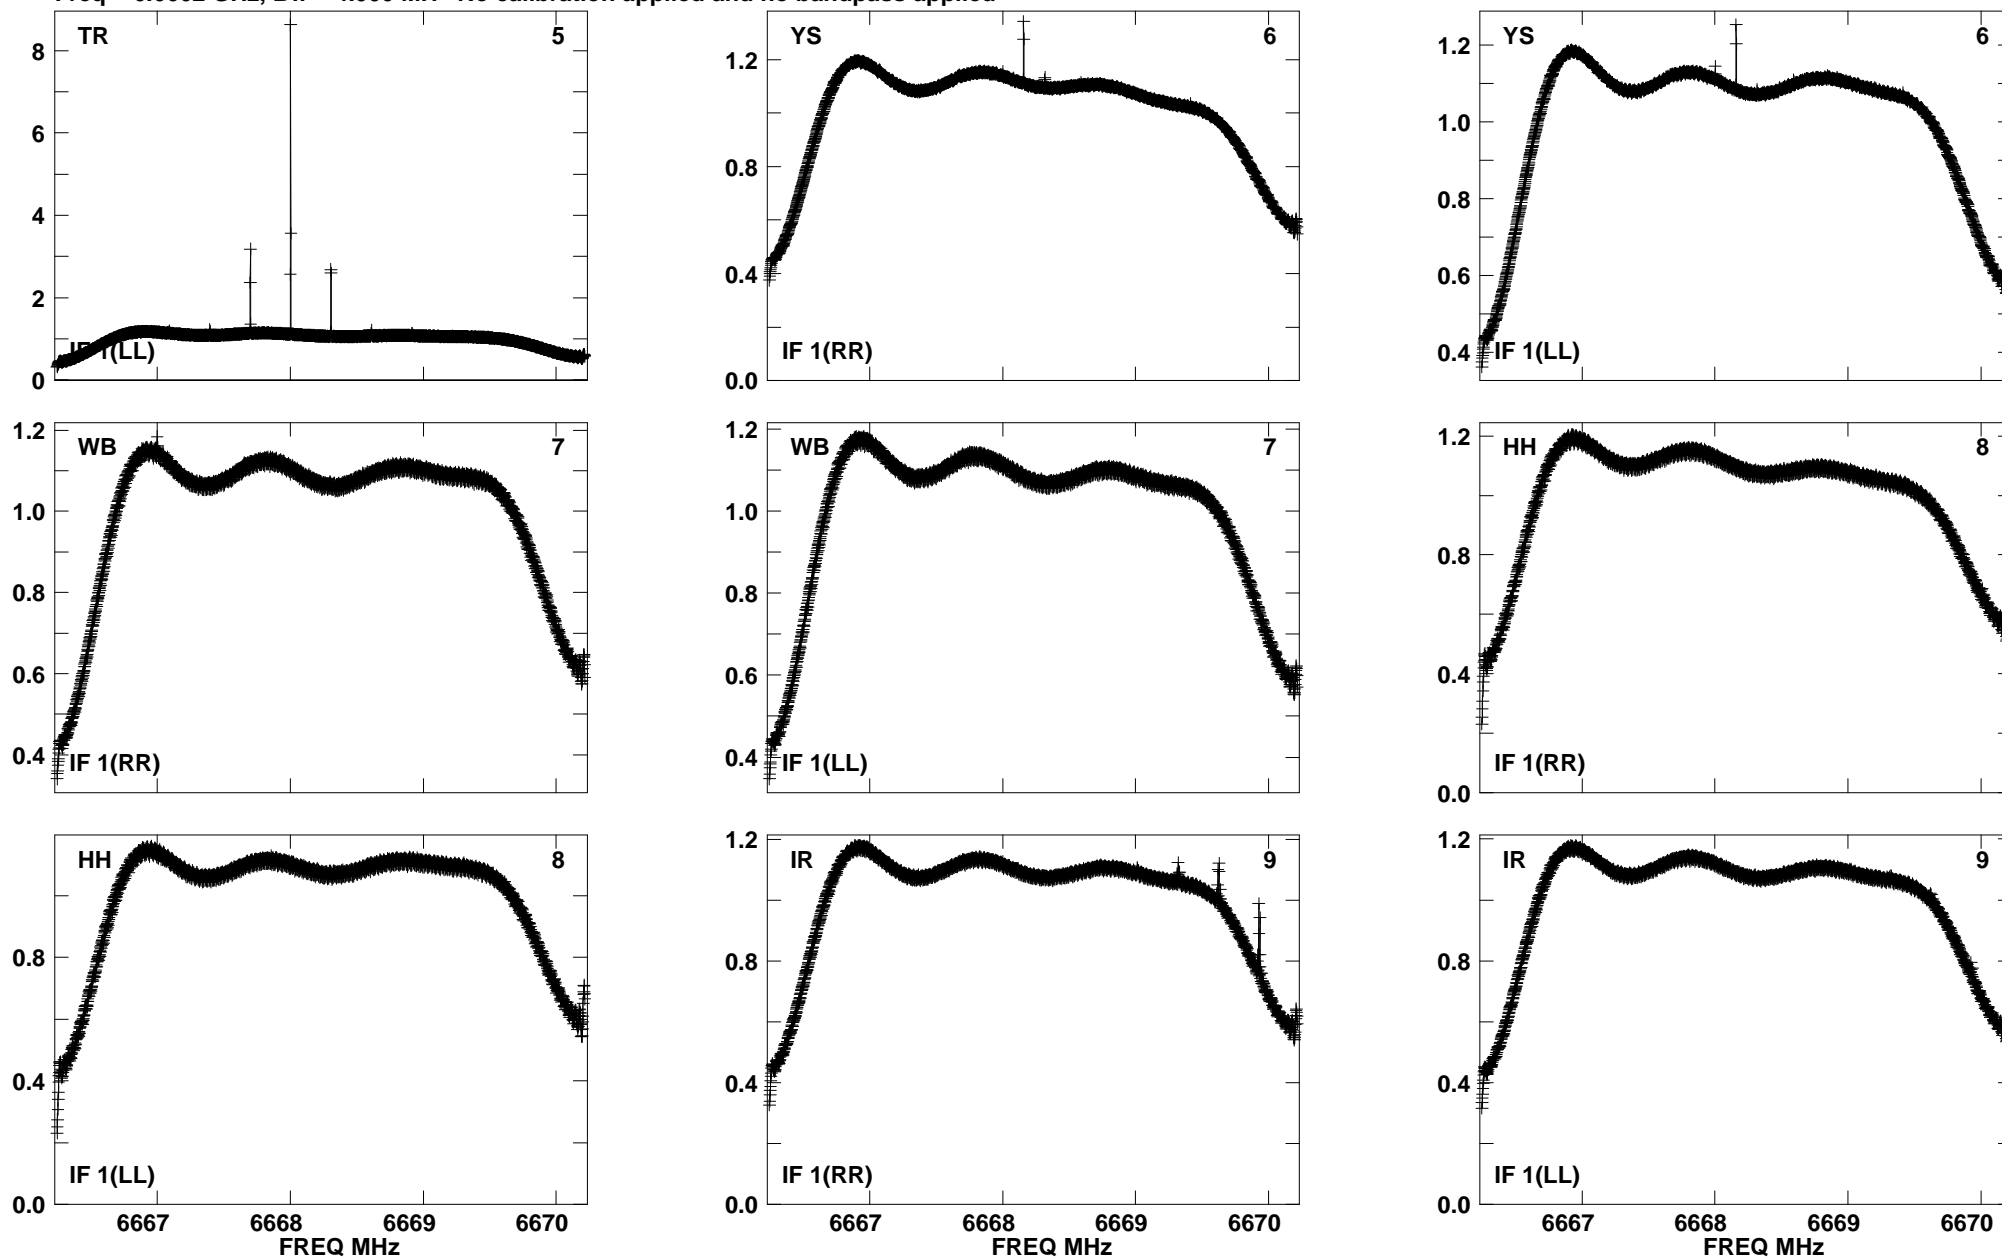 TR 5 YS 6 YS 6
8 1.2 1.2
6 1.0
4 0.8 0.8
2 0.4 0.6
0 IF 1(LL) 0.0 IF 1(RR) 0.4 IF 1(LL)
WB 7 WB 7 HH 8
1.2 1.2 1.2
1.0 1.0
0.8 0.8 0.8
0.6 0.6 0.4
0.4 IF 1(RR) 0.4 IF 1(LL) 0.0 IF 1(RR)
HH 8 IR 9 IR 9
1.2 1.2
0.8 0.8 0.8
0.4 0.4 0.4
IF 1(LL) IF 1(RR) IF 1(LL)
0.0 0.0 0.0
6667 6668 6669 6670 6667 6668 6669 6670 6667 6668 6669 6670
FREQ MHz FREQ MHz FREQ MHz